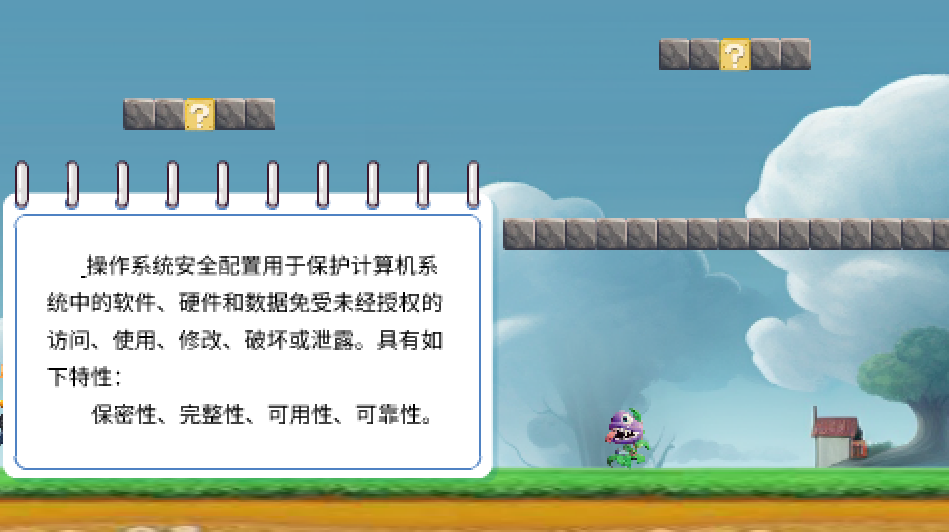 ?
?
操作系统安全配置用于保护计算机系
统中的软件、硬件和数据免受未经授权的
访问、使用、修改、破坏或泄露。具有如
下特性：
保密性、完整性、可用性、可靠性。